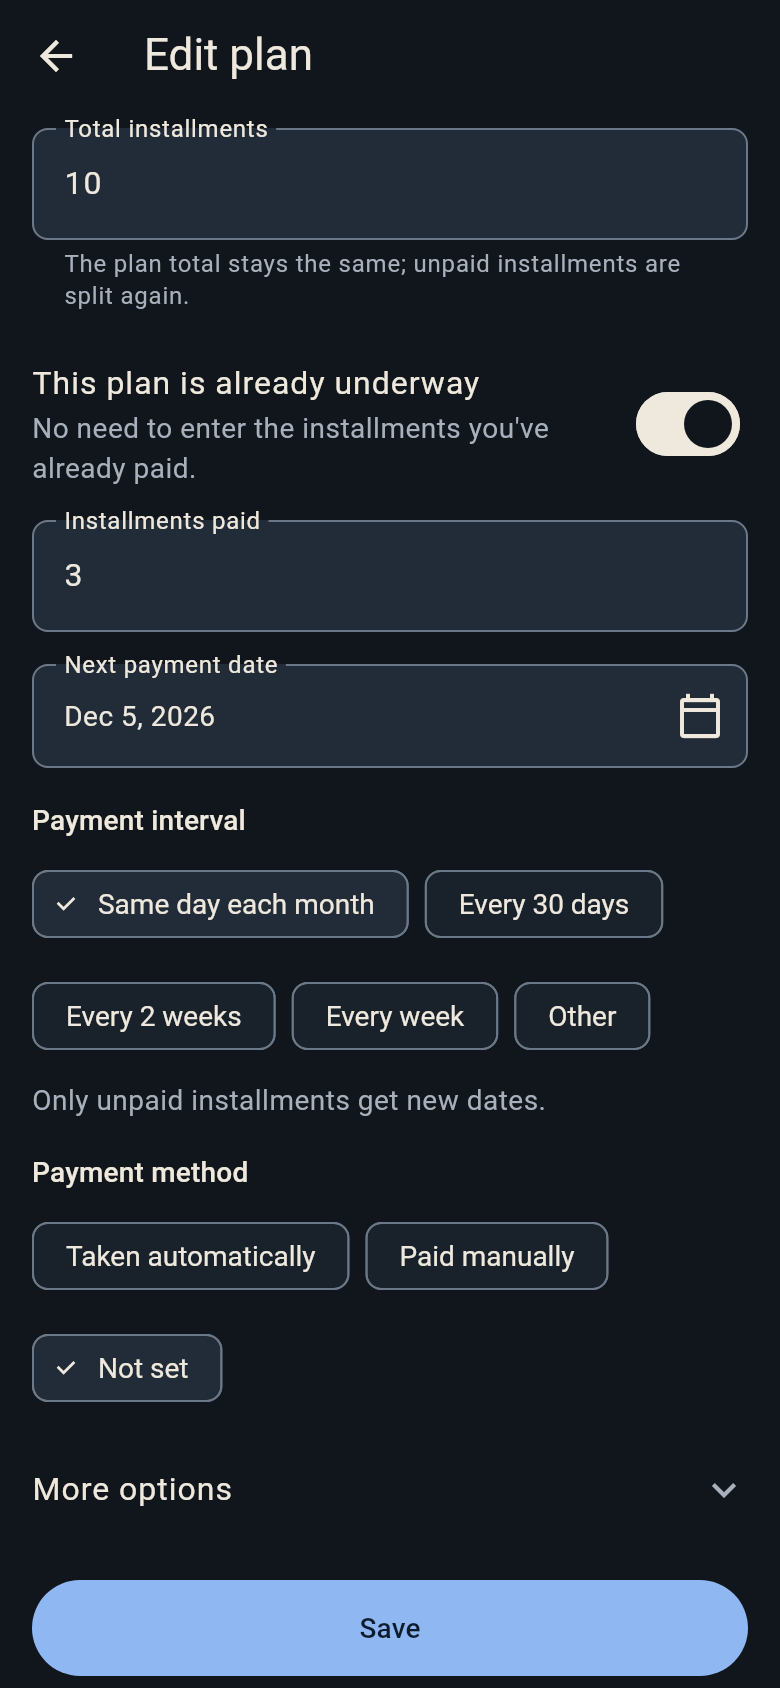 Edit plan
Total installments
10
The plan total stays the same; unpaid installments are
split again.
This plan is already underway
No need to enter the installments you've
already paid.
Installments paid
3
Next payment date
Dec 5, 2026
Payment interval
Same day each month
Every 30 days
Every 2 weeks
Every week
Other
Only unpaid installments get new dates.
Payment method
Taken automatically
Paid manually
Not set
More options
Save